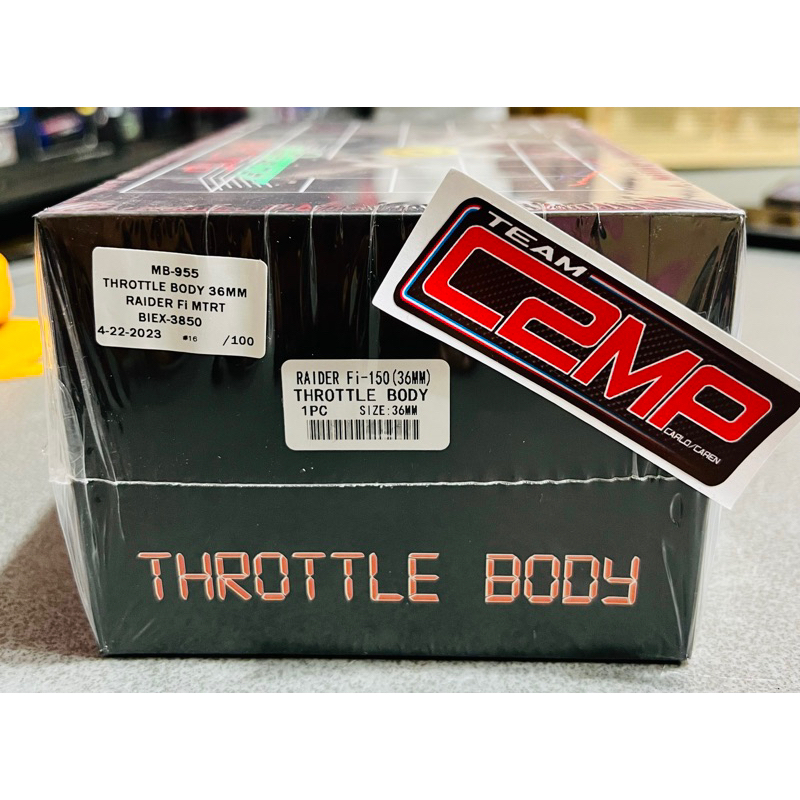 MB-955
THROTTLE BODY 36MM
RAIDER Fi MTRT
BIEX-3850
4-22-2023 #16 /100
RAIDER Fi-150(36MM)
THROTTLE BODY
1PC SIZE:36MM
TEAM
C2MP
CARLO/CAREN
THROTTLE BODY